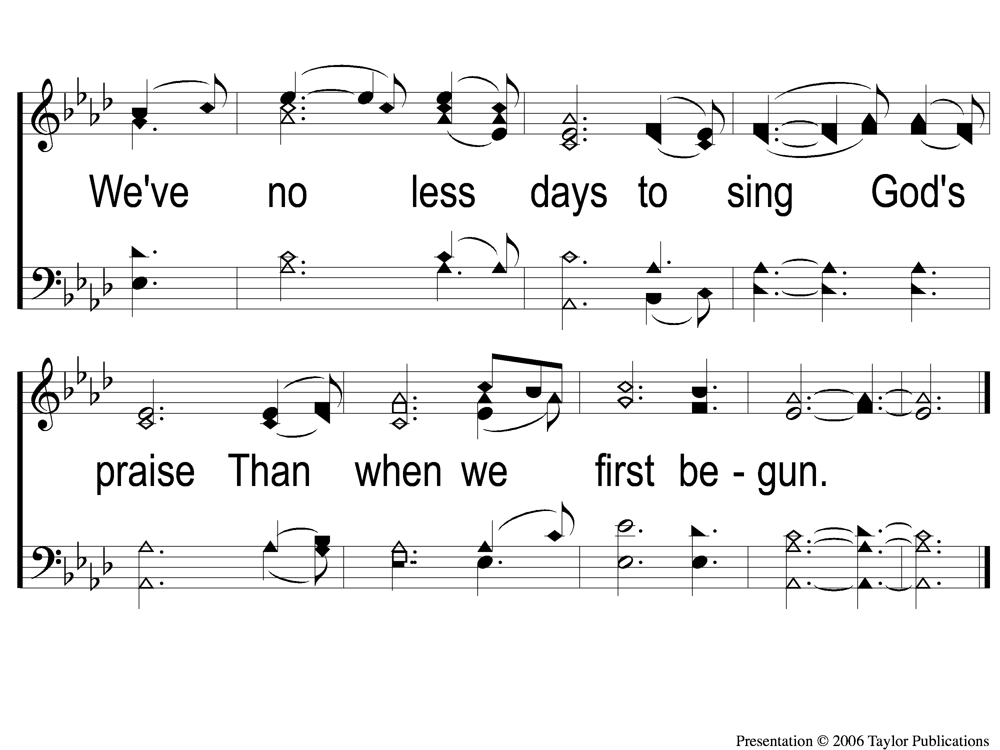 We've no less days to sing God's
praise Than when we first be - gun.
Presentation © 2006 Taylor Publications